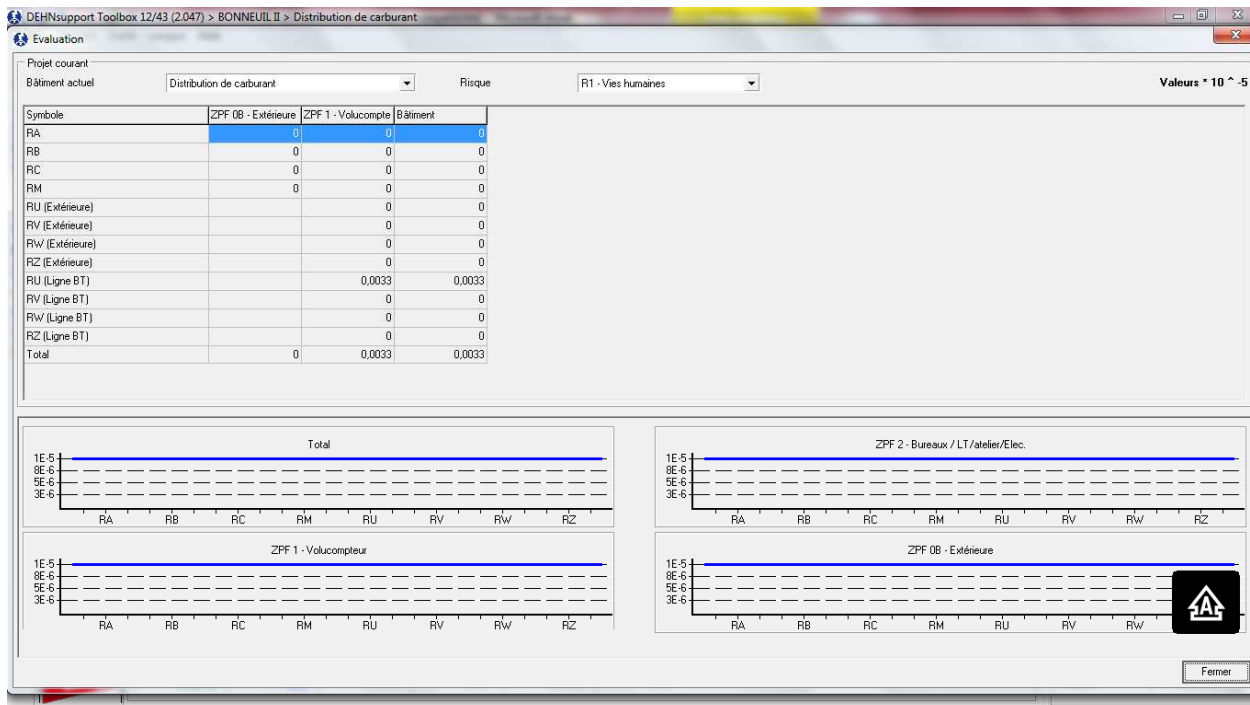 DEHNsupport Toolbox 12/43 (2.047) > BONNEUIL II > Distribution de carburant
Evaluation
Projet courant
Bâtiment actuel Distribution de carburant Risque R1 - Vies humaines Valeurs * 10 ^ -5
Symbole ZPF 0B - Extérieure ZPF 1 - Volucompte Bâtiment
RA 0 0 0
RB 0 0 0
RC 0 0 0
RM 0 0 0
RU (Extérieure) 0 0
RV (Extérieure) 0 0
RW (Extérieure) 0 0
RZ (Extérieure) 0 0
RU (Ligne BT) 0,0033 0,0033
RV (Ligne BT) 0 0
RW (Ligne BT) 0 0
RZ (Ligne BT) 0 0
Total 0 0,0033 0,0033
Total
1E-5
8E-6
5E-6
3E-6
RA RB RC RM RU RV RW RZ
ZPF 2 - Bureaux / LT/atelier/Elec.
1E-5
8E-6
5E-6
3E-6
RA RB RC RM RU RV RW RZ
ZPF 1 - Volucompteur
1E-5
8E-6
5E-6
3E-6
RA RB RC RM RU RV RW RZ
ZPF 0B - Extérieure
1E-5
8E-6
5E-6
3E-6
RA RB RC RM RU RV RW
A
Fermer